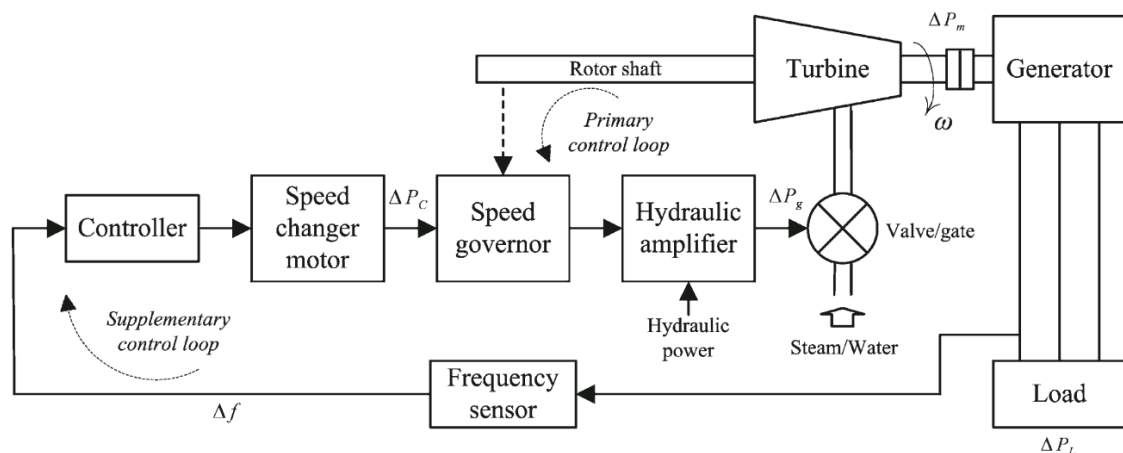 ΔP_m
Rotor shaft
Turbine
Generator
ω
Primary
control loop
Controller
Speed
changer
motor
ΔP_C
Speed
governor
Hydraulic
amplifier
ΔP_g
Valve/gate
Hydraulic
power
Steam/Water
Supplementary
control loop
Δf
Frequency
sensor
Load
ΔP_L